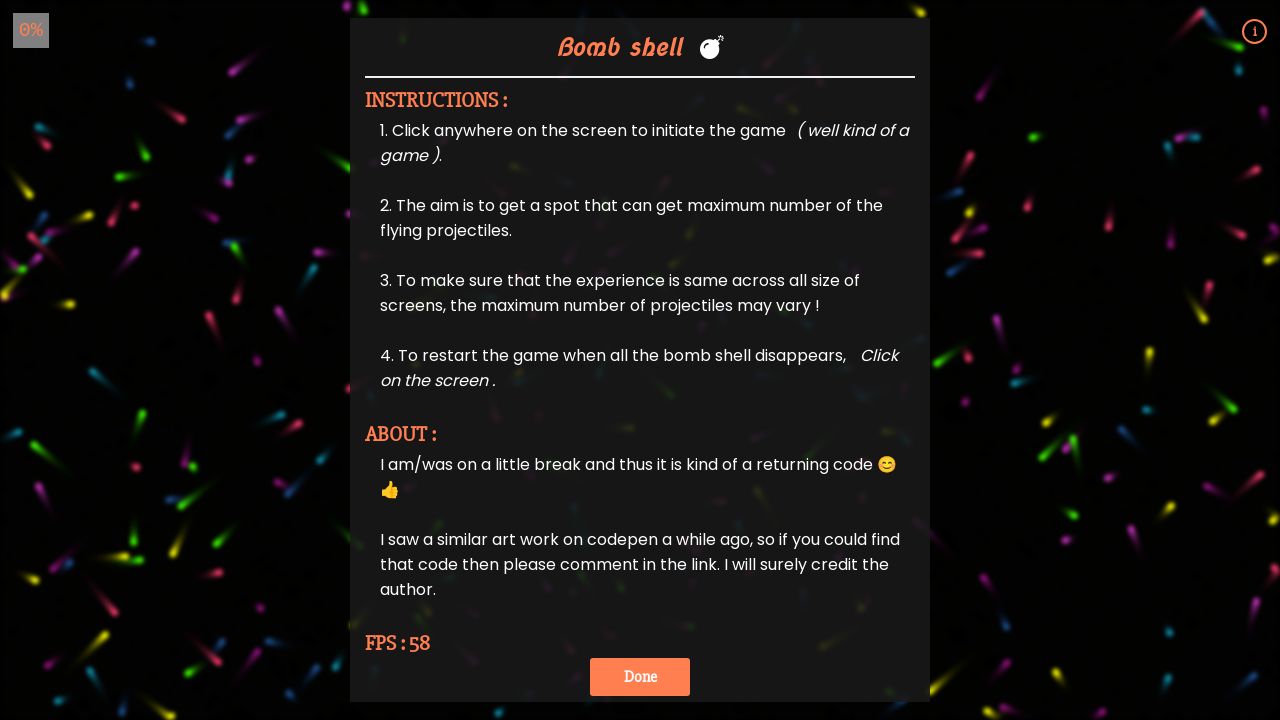 0%
i
Bomb shell 💣
INSTRUCTIONS :
1. Click anywhere on the screen to initiate the game ( well kind of a
game ).
2. The aim is to get a spot that can get maximum number of the
flying projectiles.
3. To make sure that the experience is same across all size of
screens, the maximum number of projectiles may vary !
4. To restart the game when all the bomb shell disappears, Click
on the screen .
ABOUT :
I am/was on a little break and thus it is kind of a returning code 😊
👍
I saw a similar art work on codepen a while ago, so if you could find
that code then please comment in the link. I will surely credit the
author.
FPS : 58
Done